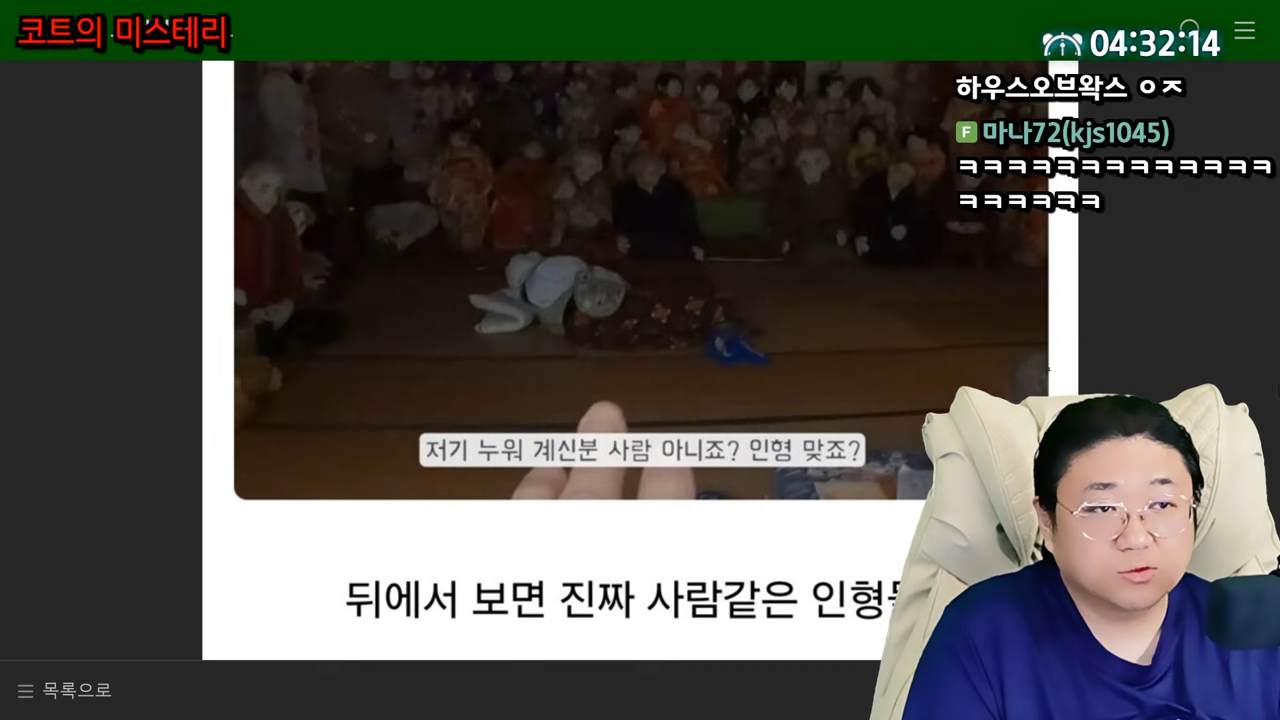 코트의 미스테리
04:32:14
하우스오브왁스 ㅇㅈ
F 마나72(kjs1045)
ㅋㅋㅋㅋㅋㅋㅋㅋㅋㅋㅋㅋㅋ
ㅋㅋㅋㅋㅋㅋ
저기 누워 계신분 사람 아니죠? 인형 맞죠?
뒤에서 보면 진짜 사람같은 인형
목록으로